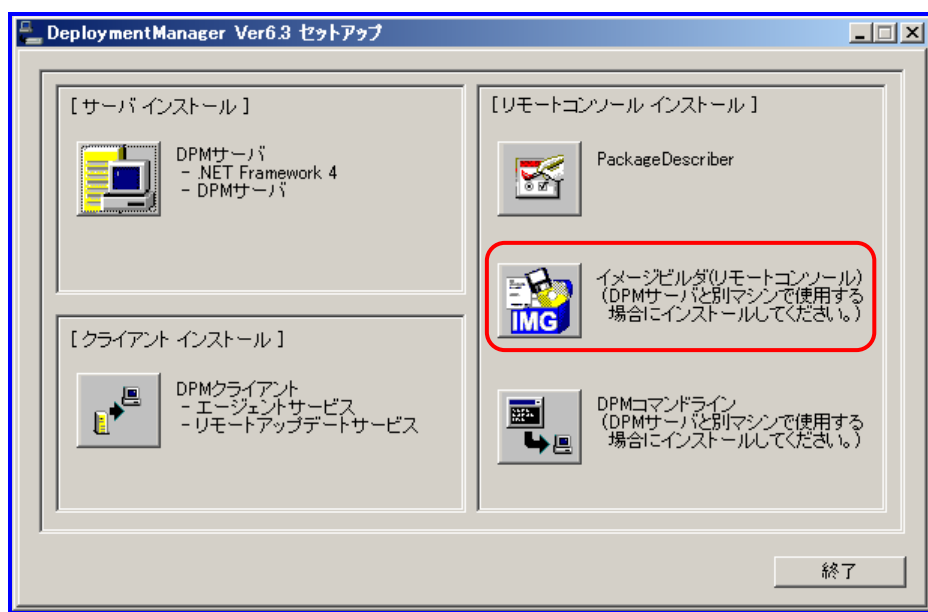 DeploymentManager Ver6.3 セットアップ
[サーバ インストール]
DPMサーバ
- .NET Framework 4
- DPMサーバ
[クライアント インストール]
DPMクライアント
- エージェントサービス
- リモートアップデートサービス
[リモートコンソール インストール]
PackageDescriber
IMG
イメージビルダ(リモートコンソール)
(DPMサーバと別マシンで使用する
場合にインストールしてください。)
DPMコマンドライン
(DPMサーバと別マシンで使用する
場合にインストールしてください。)
終了